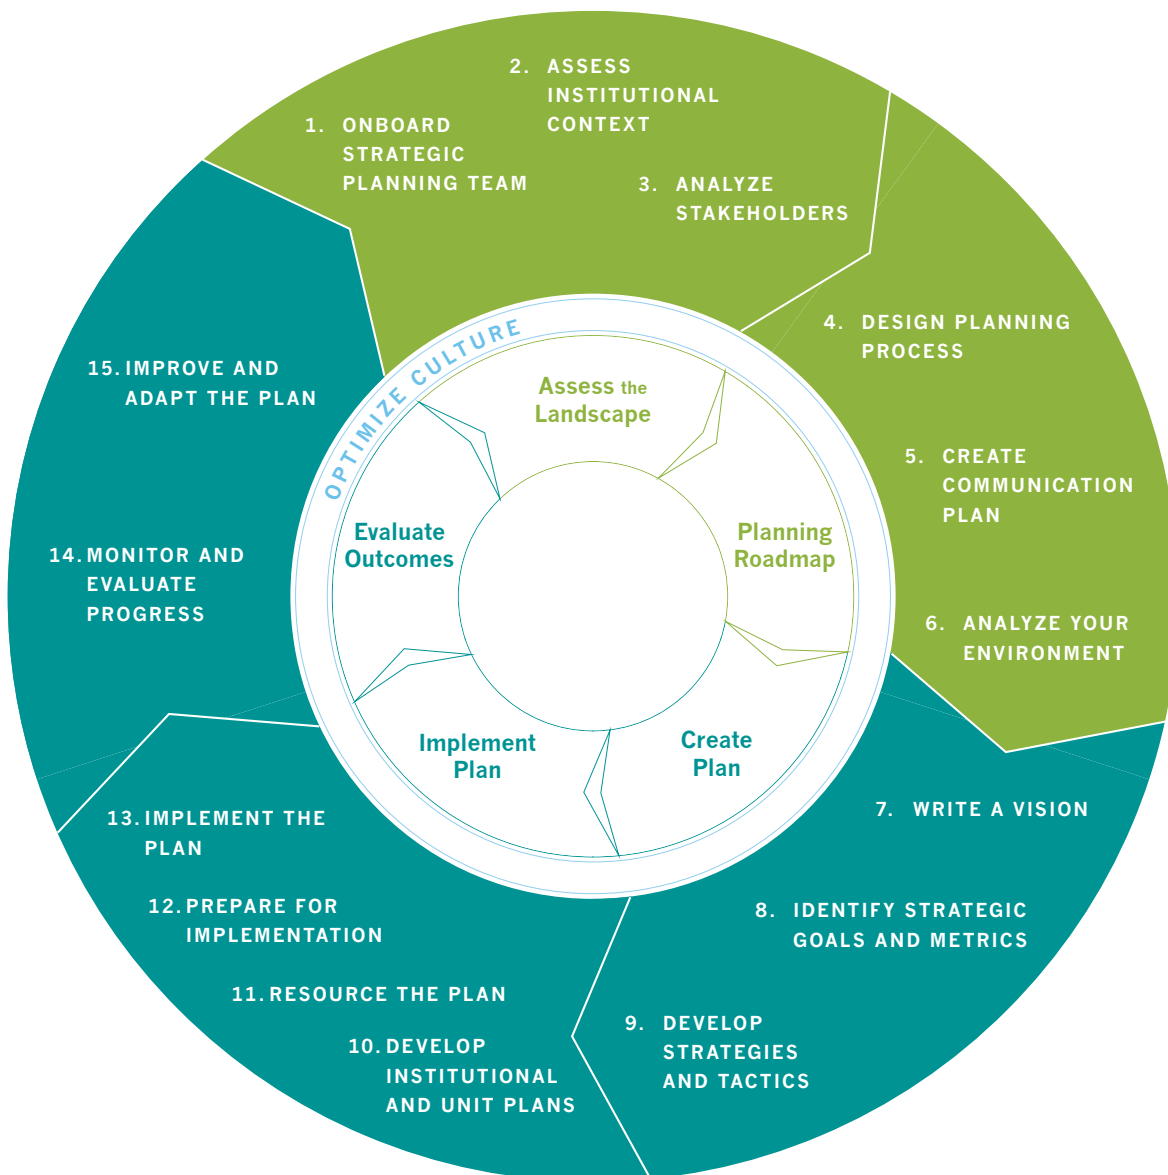 1. ONBOARD
STRATEGIC
PLANNING TEAM
2. ASSESS
INSTITUTIONAL
CONTEXT
3. ANALYZE
STAKEHOLDERS
4. DESIGN PLANNING
PROCESS
5. CREATE
COMMUNICATION
PLAN
6. ANALYZE YOUR
ENVIRONMENT
7. WRITE A VISION
8. IDENTIFY STRATEGIC
GOALS AND METRICS
9. DEVELOP
STRATEGIES
AND TACTICS
10. DEVELOP
INSTITUTIONAL
AND UNIT PLANS
11. RESOURCE THE PLAN
12. PREPARE FOR
IMPLEMENTATION
13. IMPLEMENT THE
PLAN
14. MONITOR AND
EVALUATE
PROGRESS
15. IMPROVE AND
ADAPT THE PLAN
OPTIMIZE CULTURE
Assess the
Landscape
Planning
Roadmap
Create
Plan
Implement
Plan
Evaluate
Outcomes